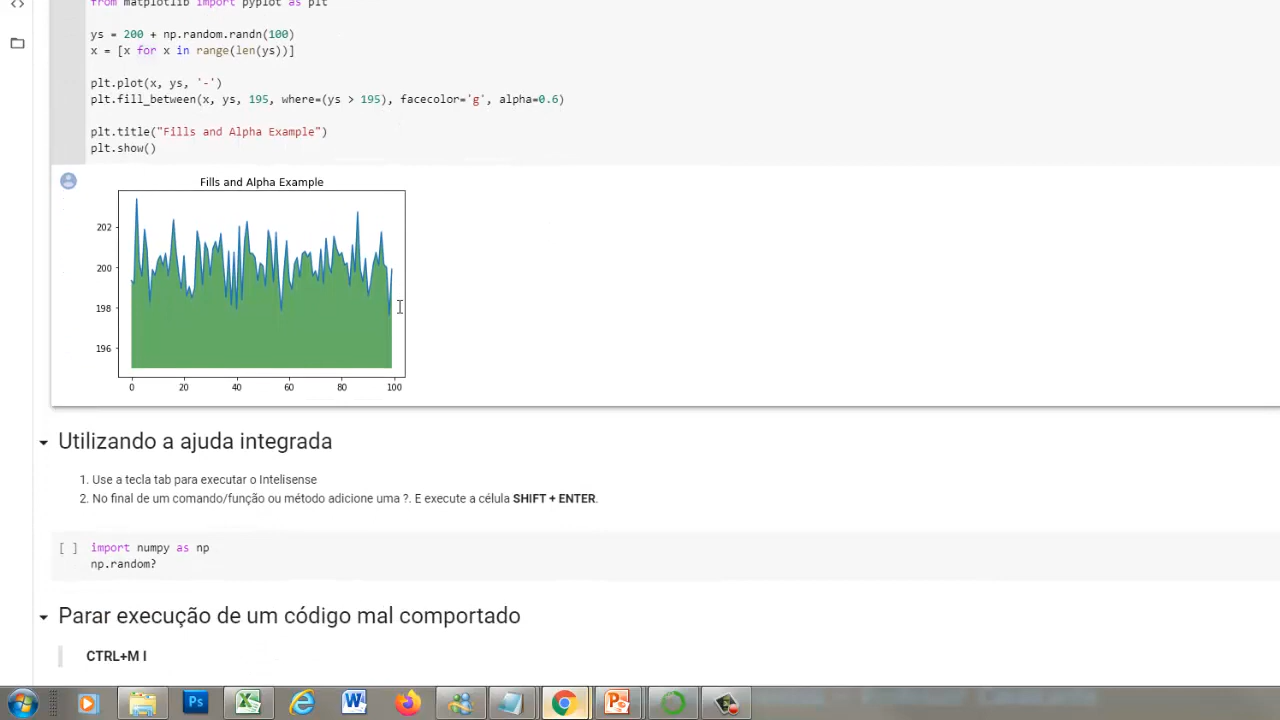 from matplotlib import pyplot as plt
ys = 200 + np.random.randn(100)
x = [x for x in range(len(ys))]
plt.plot(x, ys, '-')
plt.fill_between(x, ys, 195, where=(ys > 195), facecolor='g', alpha=0.6)
plt.title("Fills and Alpha Example")
plt.show()
Fills and Alpha Example
202
200
198
196
0 20 40 60 80 100
Utilizando a ajuda integrada
1. Use a tecla tab para executar o Intelisense
2. No final de um comando/função ou método adicione uma ?. E execute a célula SHIFT + ENTER.
[ ] import numpy as np
np.random?
Parar execução de um código mal comportado
CTRL+M I
Ps